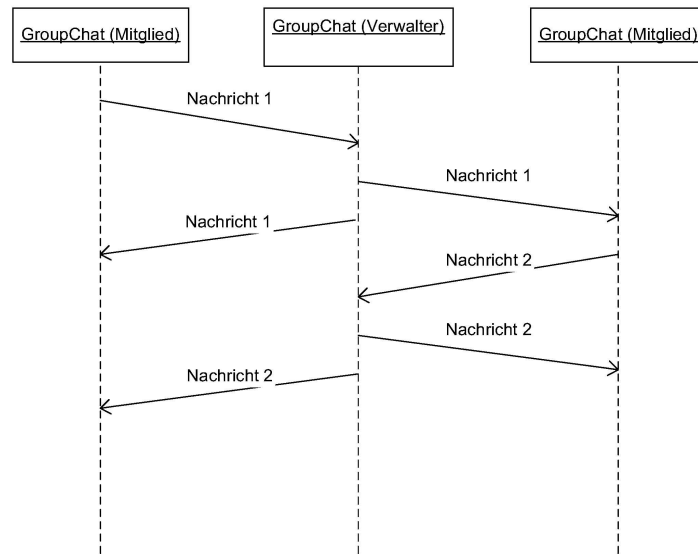 GroupChat (Mitglied)
GroupChat (Verwalter)
GroupChat (Mitglied)
Nachricht 1
Nachricht 1
Nachricht 1
Nachricht 2
Nachricht 2
Nachricht 2